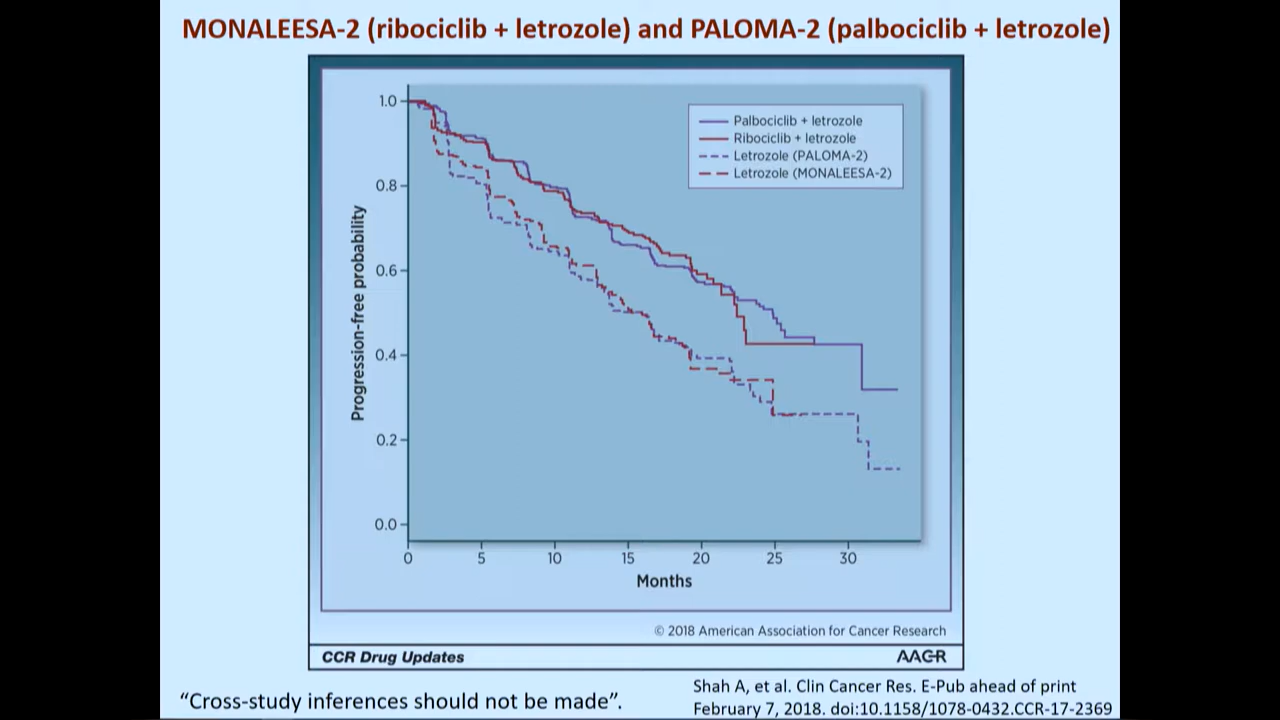 MONALEESA-2 (ribociclib + letrozole) and PALOMA-2 (palbociclib + letrozole)
Palbociclib + letrozole
Ribociclib + letrozole
Letrozole (PALOMA-2)
Letrozole (MONALEESA-2)
Progression-free probability
1.0
0.8
0.6
0.4
0.2
0.0
0 5 10 15 20 25 30
Months
© 2018 American Association for Cancer Research
CCR Drug Updates AACR
“Cross-study inferences should not be made”.
Shah A, et al. Clin Cancer Res. E-Pub ahead of print
February 7, 2018. doi:10.1158/1078-0432.CCR-17-2369